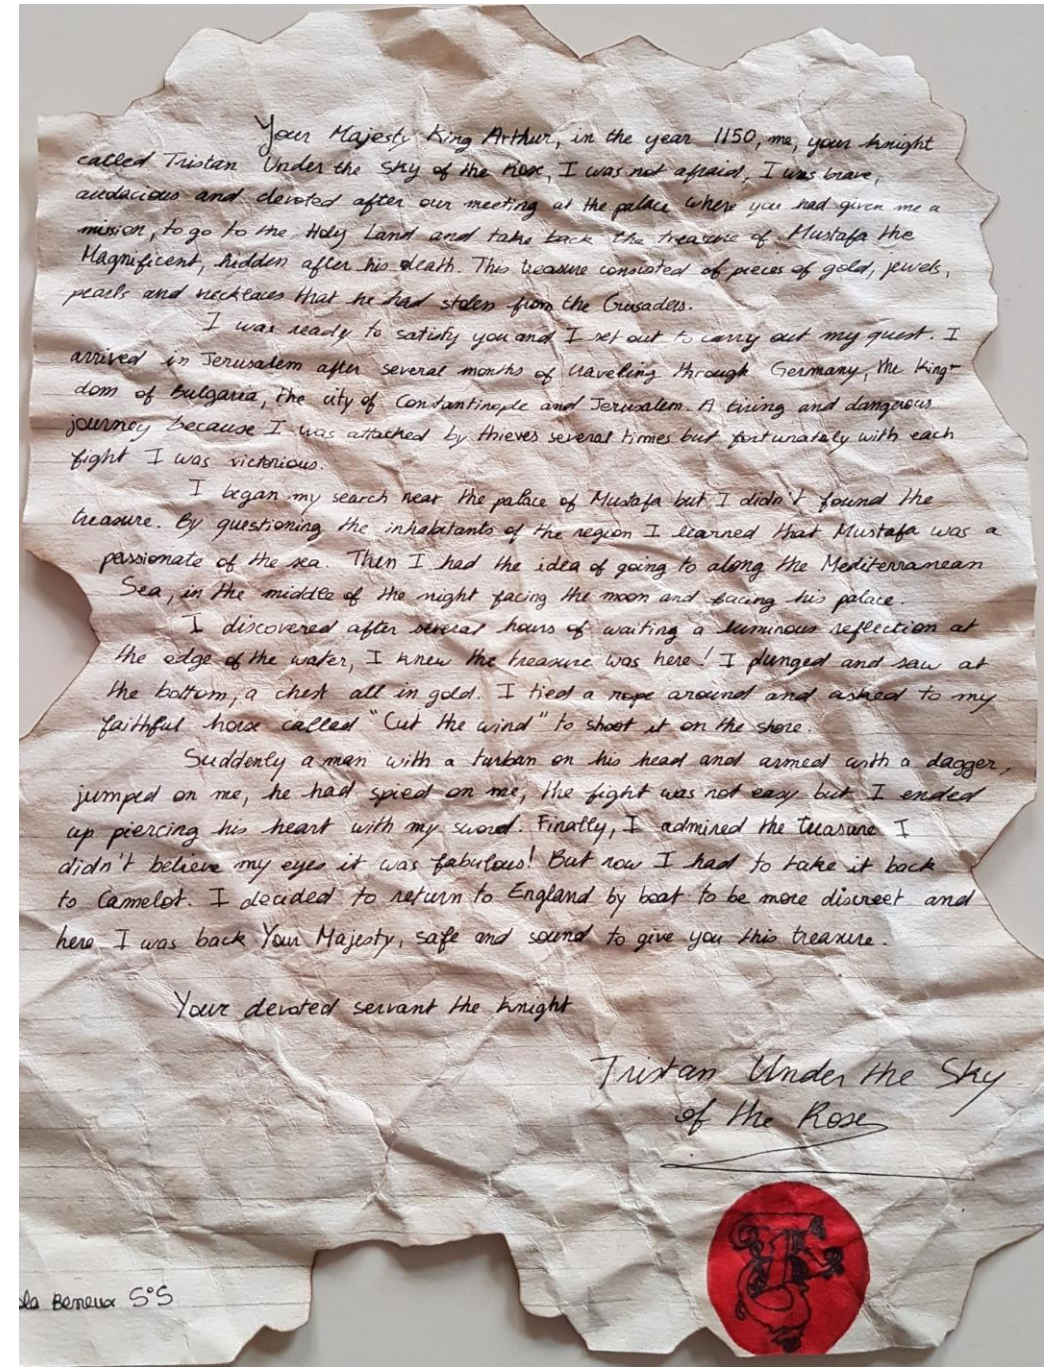 Your Majesty King Arthur, in the year 1150, me, your knight
called Tristan Under the Sky of the Rose, I was not afraid, I was brave,
audacious and devoted after our meeting at the palace where you had given me a
mission, to go to the Holy Land and take back the treasure of Mustafa the
Magnificent, hidden after his death. This treasure consisted of pieces of gold, jewels,
pearls and necklaces that he had stolen from the Crusaders.
I was ready to satisfy you and I set out to carry out my quest. I
arrived in Jerusalem after several months of traveling through Germany, the King-
dom of Bulgaria, the city of Constantinople and Jerusalem. A tiring and dangerous
journey because I was attacked by thieves several times but fortunately with each
fight I was victorious.
I began my search near the palace of Mustafa but I didn't found the
treasure. By questioning the inhabitants of the region I learned that Mustafa was a
passionate of the sea. Then I had the idea of going to along the Mediterranean
Sea, in the middle of the night facing the moon and facing his palace.
I discovered after several hours of waiting a luminous reflection at
the edge of the water, I knew the treasure was here! I plunged and saw at
the bottom, a chest all in gold. I tied a rope around and asked to my
faithful horse called "Cut the wind" to shoot it on the shore.
Suddenly a man with a turban on his head and armed with a dagger,
jumped on me, he had spied on me, the fight was not easy but I ended
up piercing his heart with my sword. Finally, I admired the treasure I
didn't believe my eyes it was fabulous! But now I had to take it back
to Camelot. I decided to return to England by boat to be more discreet and
here I was back Your Majesty, safe and sound to give you this treasure.
Your devoted servant the knight
Tristan Under the Sky
of the Rose
Beneux 5°5